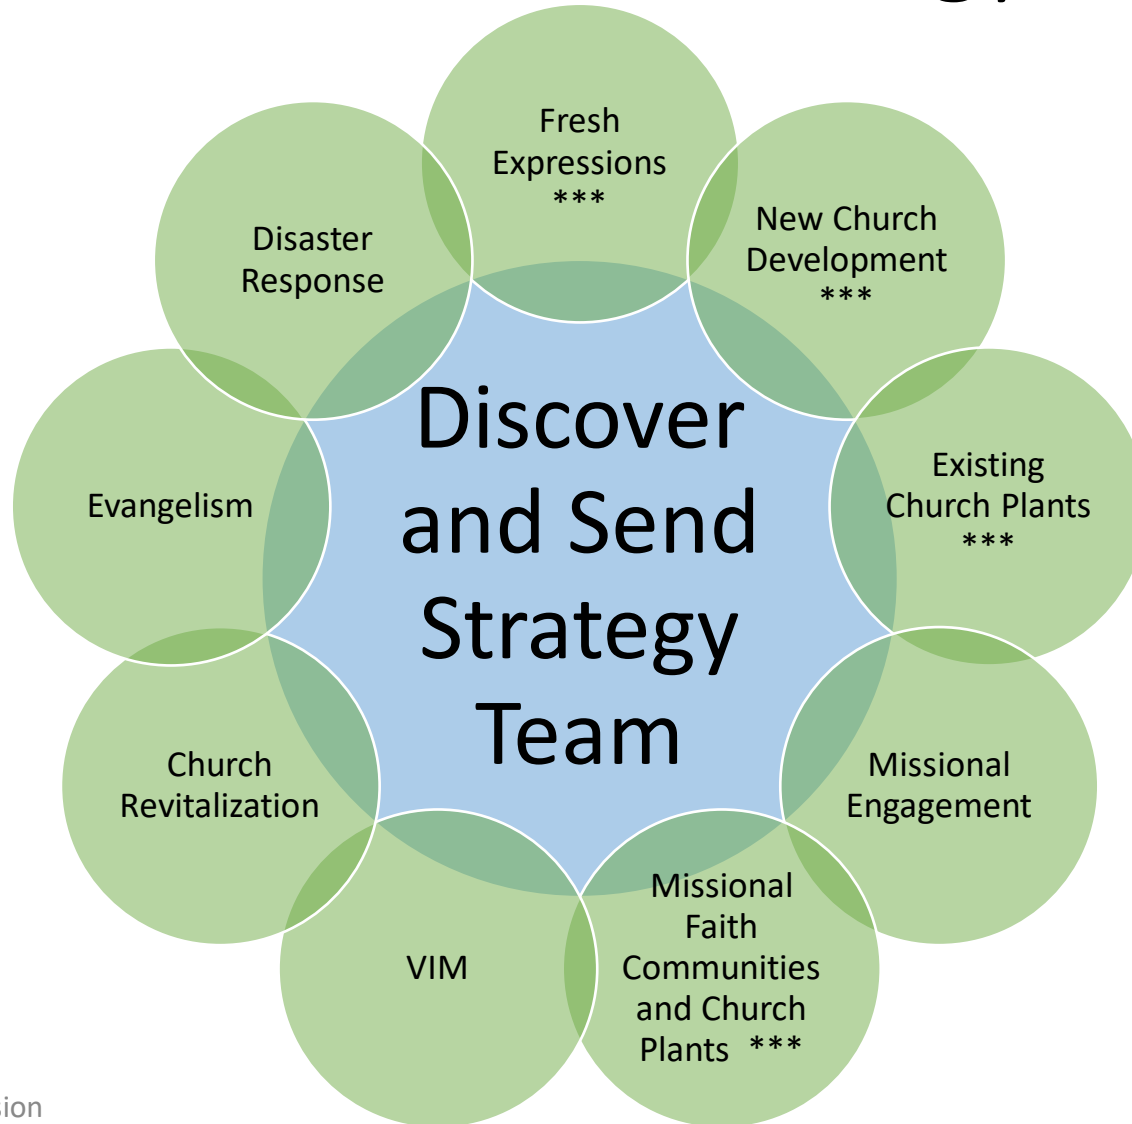 Fresh
Expressions
***
New Church
Development
***
Disaster
Response
Existing
Church Plants
***
Evangelism
Discover
and Send
Strategy
Team
Missional
Engagement
Church
Revitalization
Missional
Faith
Communities
and Church
Plants ***
VIM